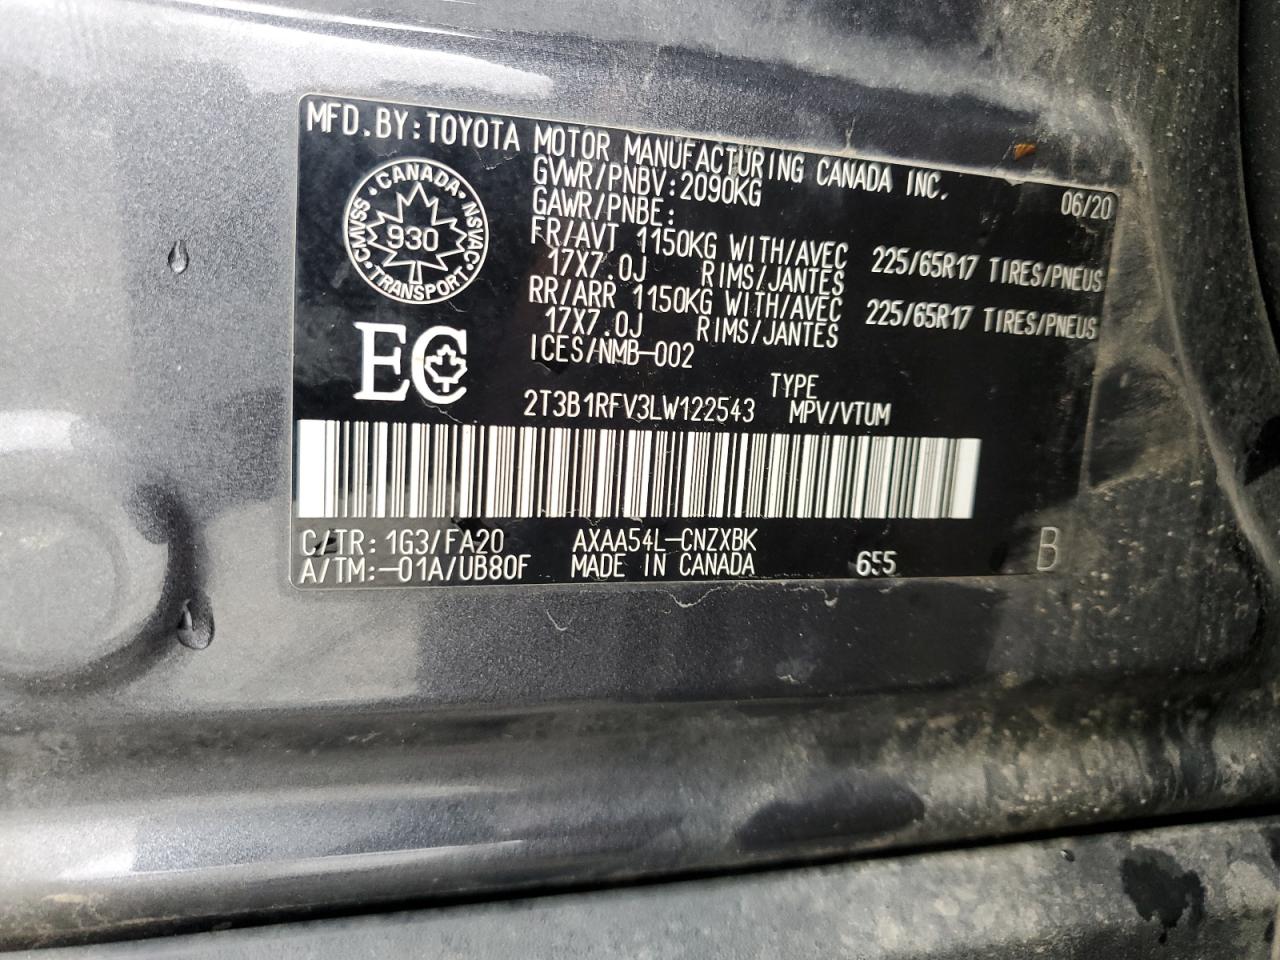 MFD.BY:TOYOTA MOTOR MANUFACTURING CANADA INC.
06/20
GVWR/PNBV:2090KG
GAWR/PNBE:
FR/AVT 1150KG WITH/AVEC 225/65R17 TIRES/PNEUS
17X7.0J RIMS/JANTES
RR/ARR 1150KG WITH/AVEC 225/65R17 TIRES/PNEUS
17X7.0J RIMS/JANTES
ICES/NMB-002
CANADA
CMVSS NSVAC
930
TRANSPORT
EC
TYPE
2T3B1RFV3LW122543 MPV/VTUM
C/TR: 1G3/FA20 AXAA54L-CNZXBK
A/TM:-01A/UB80F MADE IN CANADA 655 B